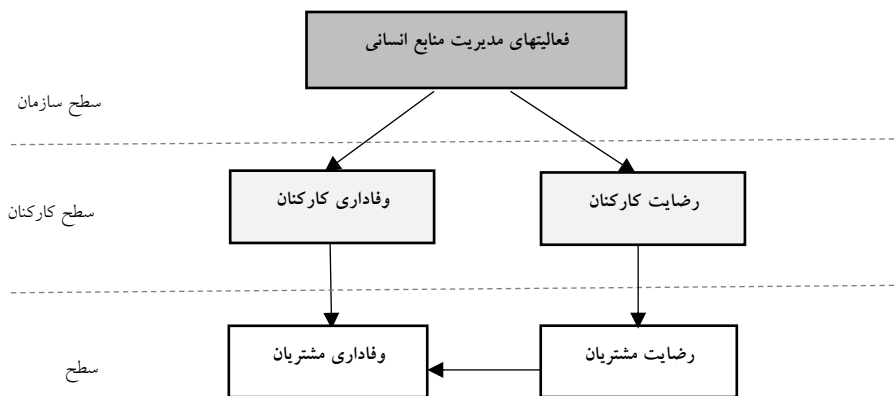 فعالیتهای مدیریت منابع انسانی
سطح سازمان
رضایت کارکنان
وفاداری کارکنان
سطح کارکنان
رضایت مشتریان
وفاداری مشتریان
سطح